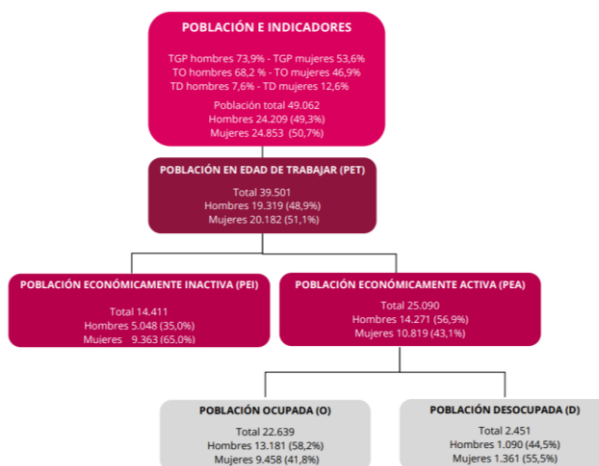 POBLACIÓN E INDICADORES
TGP hombres 73,9% - TGP mujeres 53,6%
TO hombres 68,2 % - TO mujeres 46,9%
TD hombres 7,6% - TD mujeres 12,6%
Población total 49.062
Hombres 24.209 (49,3%)
Mujeres 24.853 (50,7%)
POBLACIÓN EN EDAD DE TRABAJAR (PET)
Total 39.501
Hombres 19.319 (48,9%)
Mujeres 20.182 (51,1%)
POBLACIÓN ECONÓMICAMENTE INACTIVA (PEI)
Total 14.411
Hombres 5.048 (35,0%)
Mujeres 9.363 (65,0%)
POBLACIÓN ECONÓMICAMENTE ACTIVA (PEA)
Total 25.090
Hombres 14.271 (56,9%)
Mujeres 10.819 (43,1%)
POBLACIÓN OCUPADA (O)
Total 22.639
Hombres 13.181 (58,2%)
Mujeres 9.458 (41,8%)
POBLACIÓN DESOCUPADA (D)
Total 2.451
Hombres 1.090 (44,5%)
Mujeres 1.361 (55,5%)